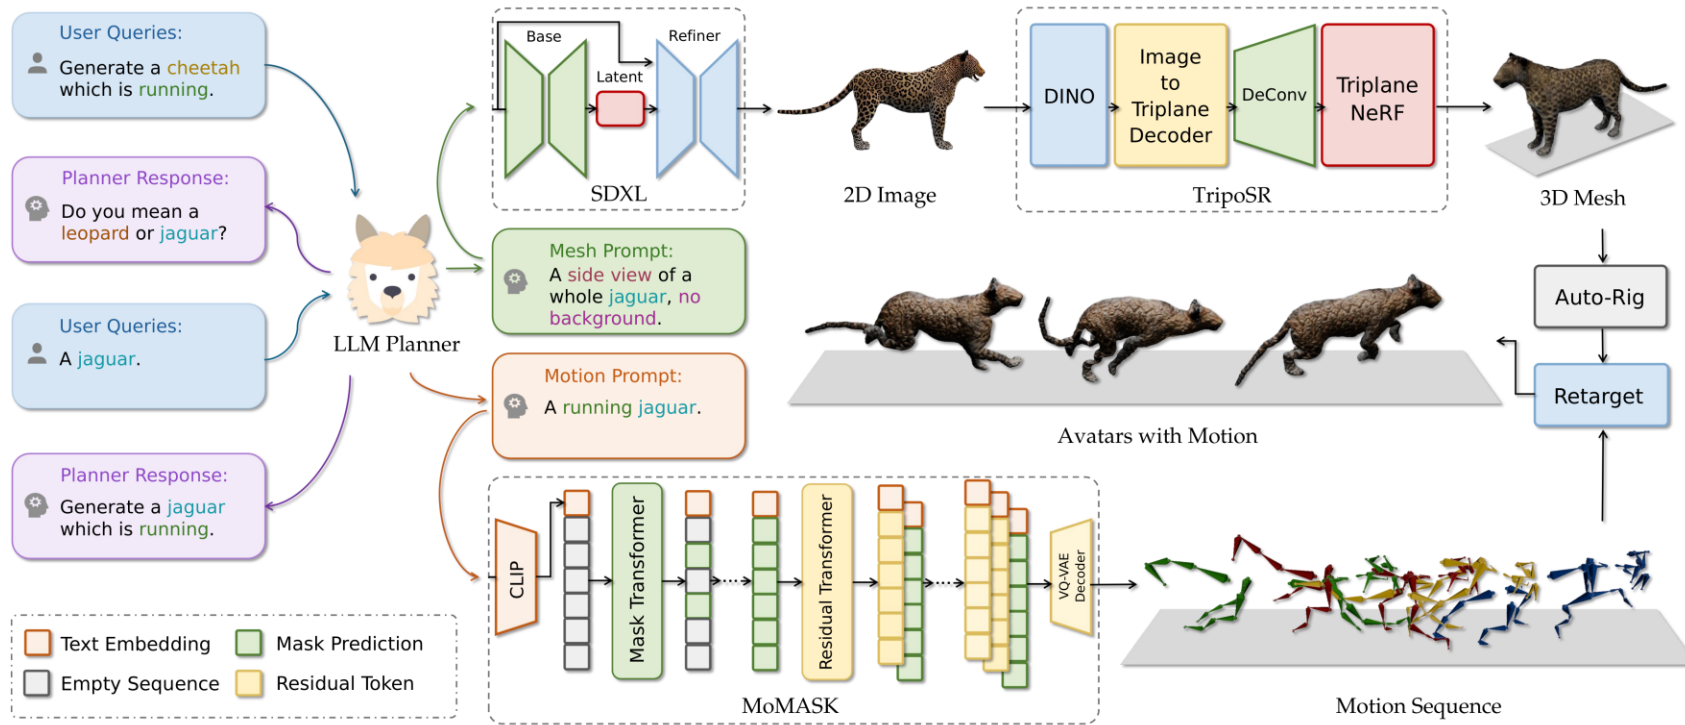 User Queries:
Generate a cheetah
which is running.
Planner Response:
Do you mean a
leopard or jaguar?
User Queries:
A jaguar.
Planner Response:
Generate a jaguar
which is running.
LLM Planner
Base
Refiner
Latent
SDXL
2D Image
DINO
Image
to
Triplane
Decoder
DeConv
Triplane
NeRF
TripoSR
3D Mesh
Mesh Prompt:
A side view of a
whole jaguar, no
background.
Motion Prompt:
A running jaguar.
Auto-Rig
Retarget
Avatars with Motion
CLIP
Mask Transformer
Residual Transformer
VQ-VAE
Decoder
MoMASK
Motion Sequence
Text Embedding
Mask Prediction
Empty Sequence
Residual Token